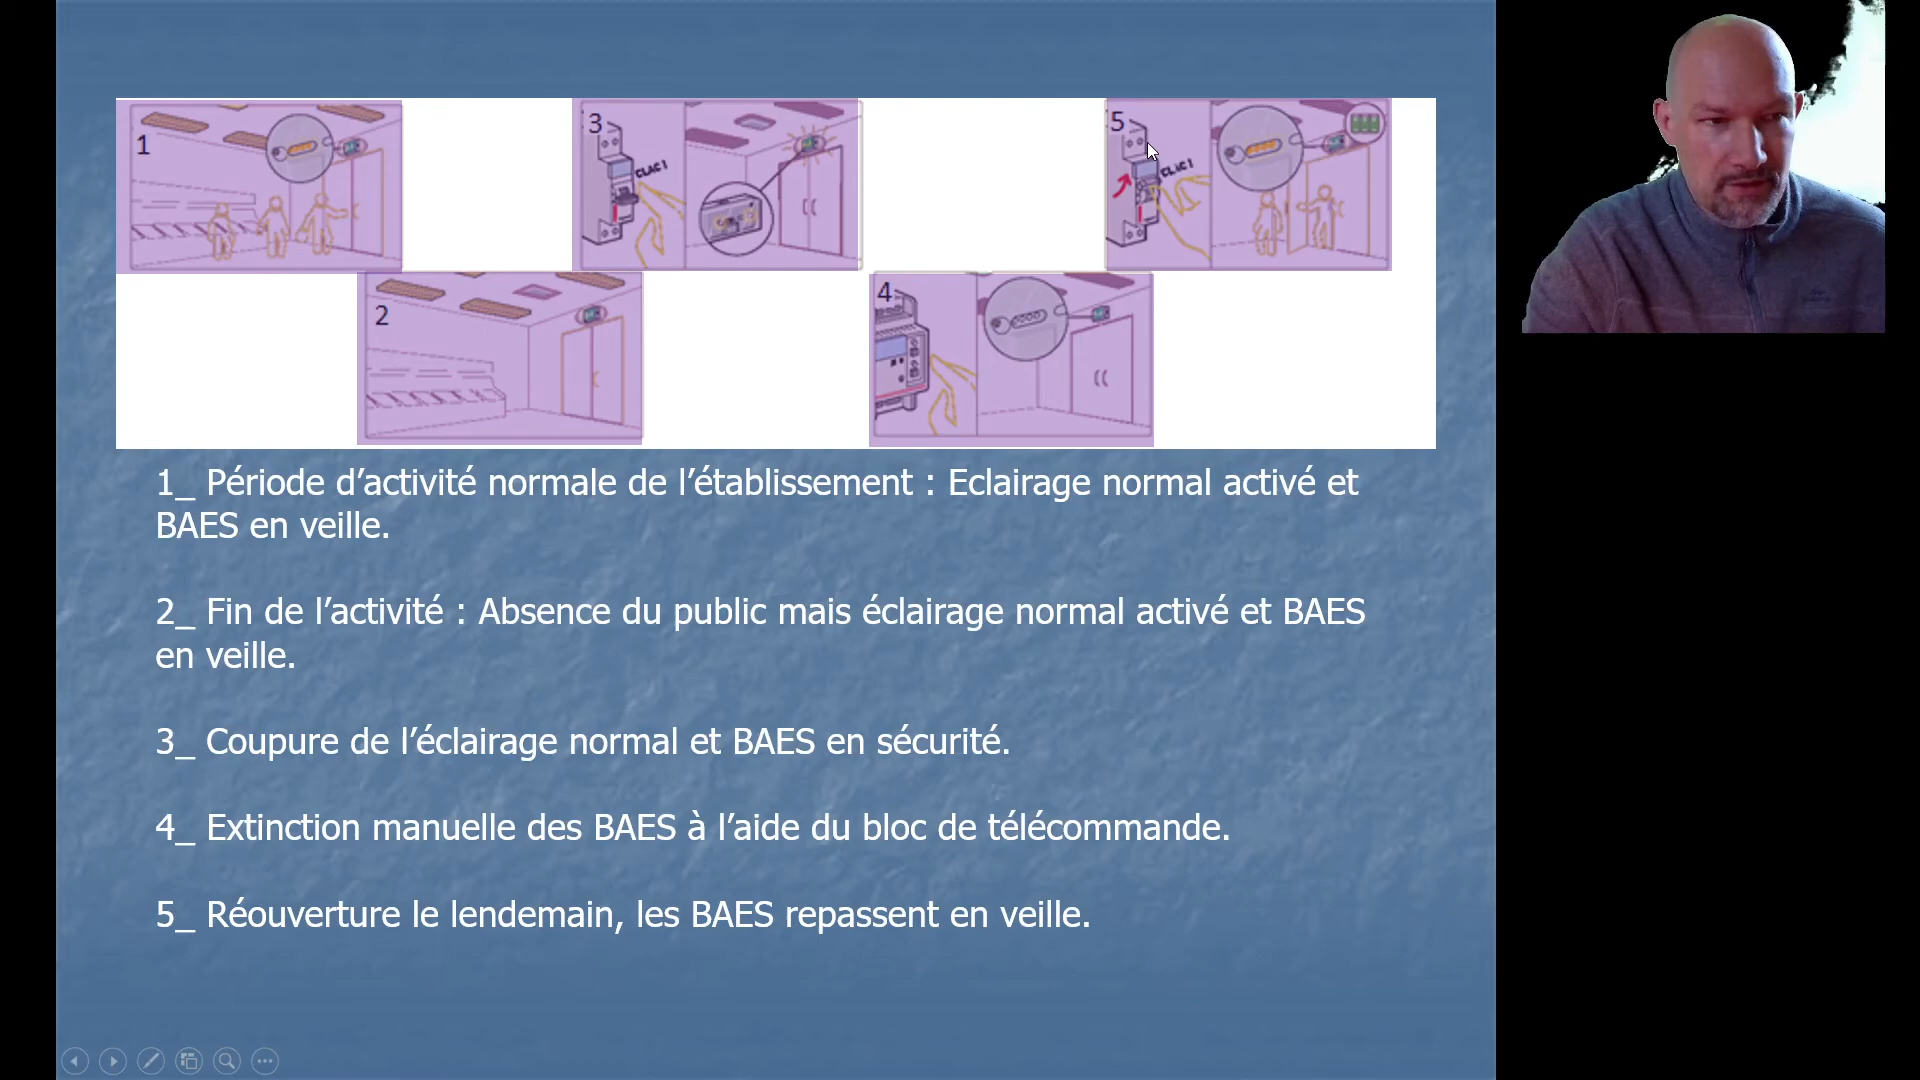 1
3
CLAC !
5
CLAC !
2
4
1_ Période d’activité normale de l’établissement : Eclairage normal activé et
BAES en veille.
2_ Fin de l’activité : Absence du public mais éclairage normal activé et BAES
en veille.
3_ Coupure de l’éclairage normal et BAES en sécurité.
4_ Extinction manuelle des BAES à l’aide du bloc de télécommande.
5_ Réouverture le lendemain, les BAES repassent en veille.